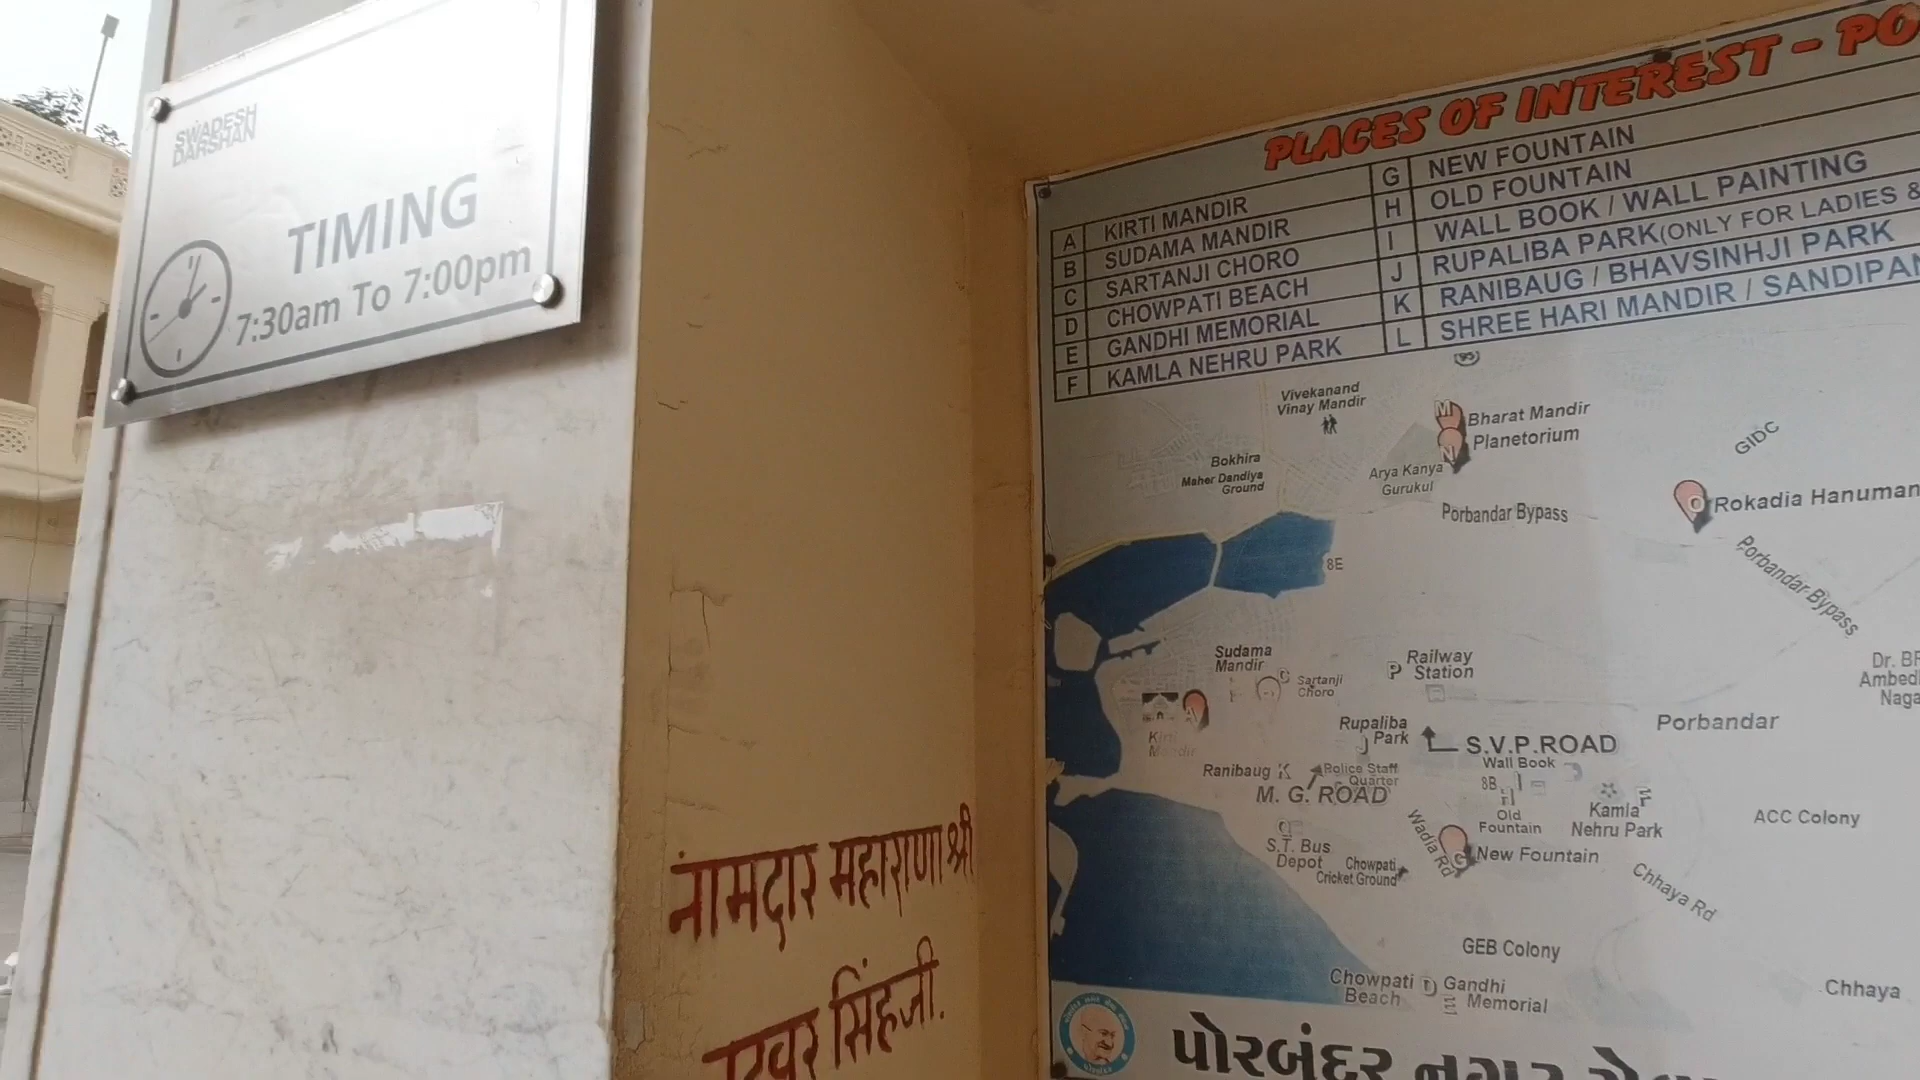 SWADESH
DARSHAN
TIMING
7:30am To 7:00pm
नामदार महाराणा श्री
सिंहजी.
PLACES OF INTEREST - PO
A KIRTI MANDIR
B SUDAMA MANDIR
C SARTANJI CHORO
D CHOWPATI BEACH
E GANDHI MEMORIAL
F KAMLA NEHRU PARK
G NEW FOUNTAIN
H OLD FOUNTAIN
I WALL BOOK / WALL PAINTING
J RUPALIBA PARK(ONLY FOR LADIES &
K RANIBAUG / BHAVSINHJI PARK
L SHREE HARI MANDIR / SANDIPAN
Vivekanand
Vinay Mandir
M Bharat Mandir
N Planetorium
GIDC
Bokhira
Maher Dandiya
Ground
Arya Kanya
Gurukul
Porbandar Bypass
O Rokadia Hanuman
Porbandar Bypass
8E
Sudama
Mandir
C Sartanji
Choro
P Railway
Station
Dr. BR
Ambed
Naga
A
Kirti
Mandir
Rupaliba
Park
J
S.V.P.ROAD
Porbandar
Wall Book
Ranibaug K
Police Staff
Quarter
M. G. ROAD
8B
Old
Fountain
Kamla
Nehru Park
ACC Colony
S.T. Bus
Depot
Chowpati
Cricket Ground
Wadia Rd
G New Fountain
Chhaya Rd
GEB Colony
Chowpati
Beach
D
Gandhi
Memorial
Chhaya
પોરબંદર નગર